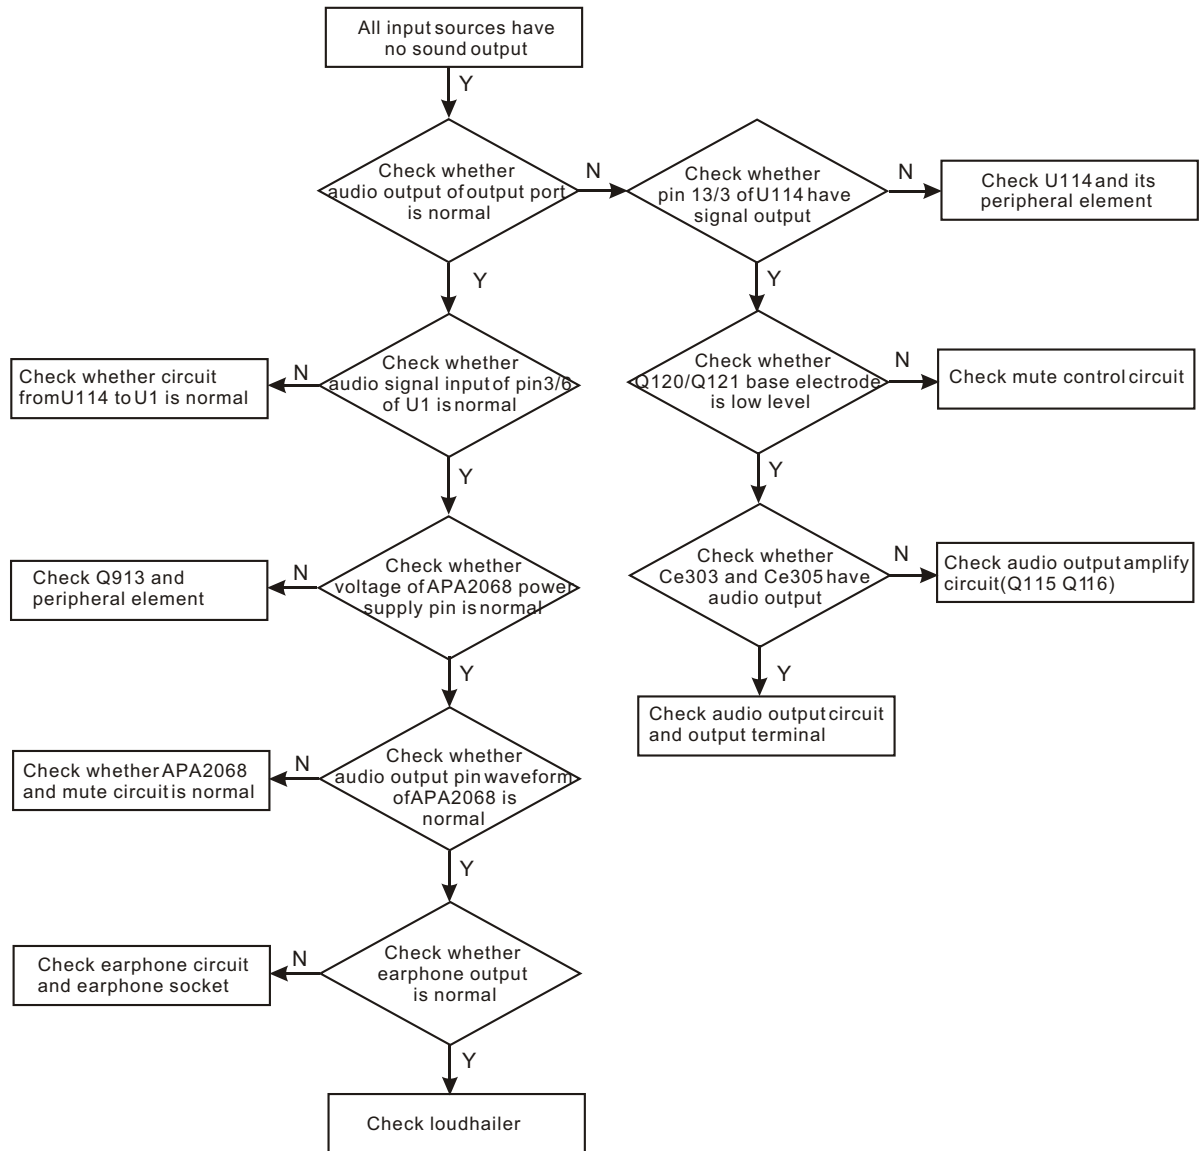 All input sources have
no sound output
Y
Check whether
audio output of output port
is normal
N
Check whether
pin 13/3 of U114 have
signal output
N
Check U114 and its
peripheral element
Y
Y
Check whether circuit
from U114 to U1 is normal
N
Check whether
audio signal input of pin3/6
of U1 is normal
Check whether
Q120/Q121 base electrode
is low level
N
Check mute control circuit
Y
Y
Check Q913 and
peripheral element
N
Check whether
voltage of APA2068 power
supply pin is normal
Check whether
Ce303 and Ce305 have
audio output
N
Check audio output amplify
circuit(Q115 Q116)
Y
Y
Check audio output circuit
and output terminal
Check whether APA2068
and mute circuit is normal
N
Check whether
audio output pin waveform
of APA2068 is
normal
Y
Check earphone circuit
and earphone socket
N
Check whether
earphone output
is normal
Y
Check loudhailer